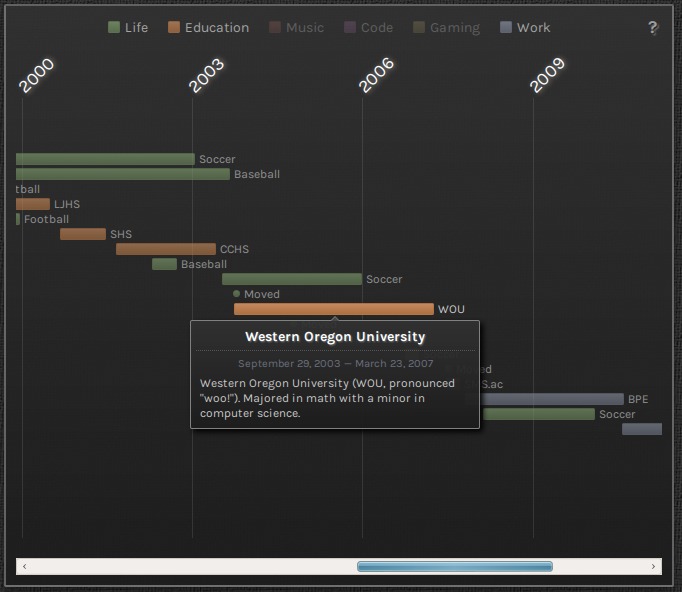 Life Education Music Code Gaming Work ?
2000 2003 2006 2009
Soccer
Baseball
tball
LJHS
Football
SHS
CCHS
Baseball
Soccer
Moved
WOU
Western Oregon University
September 29, 2003 — March 23, 2007
Western Oregon University (WOU, pronounced
"woo!"). Majored in math with a minor in
computer science.
ed
S.ac
BPE
Soccer